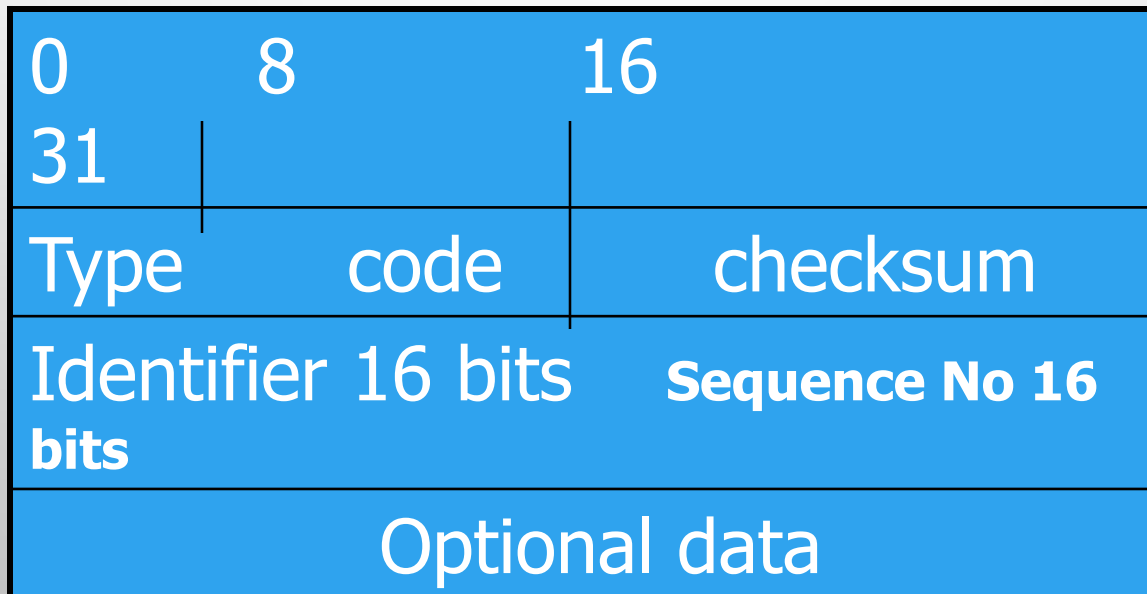 0 8 16
31
Type code checksum
Identifier 16 bits Sequence No 16
bits
Optional data